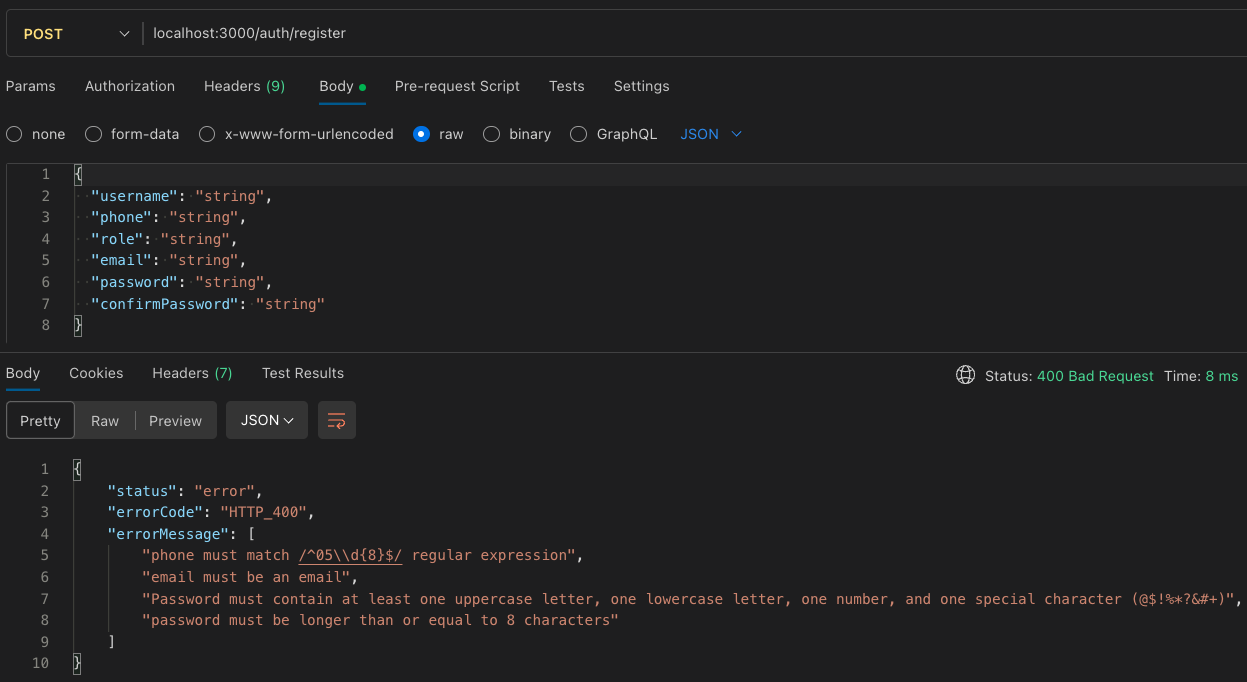 POST localhost:3000/auth/register
Params Authorization Headers (9) Body Pre-request Script Tests Settings
none form-data x-www-form-urlencoded raw binary GraphQL JSON
1 {
2 "username": "string",
3 "phone": "string",
4 "role": "string",
5 "email": "string",
6 "password": "string",
7 "confirmPassword": "string"
8 }
Body Cookies Headers (7) Test Results Status: 400 Bad Request Time: 8 ms
Pretty Raw Preview JSON
1 {
2 "status": "error",
3 "errorCode": "HTTP_400",
4 "errorMessage": [
5 "phone must match /^05\\d{8}$/ regular expression",
6 "email must be an email",
7 "Password must contain at least one uppercase letter, one lowercase letter, one number, and one special character (@$!%*?&#+)",
8 "password must be longer than or equal to 8 characters"
9 ]
10 }